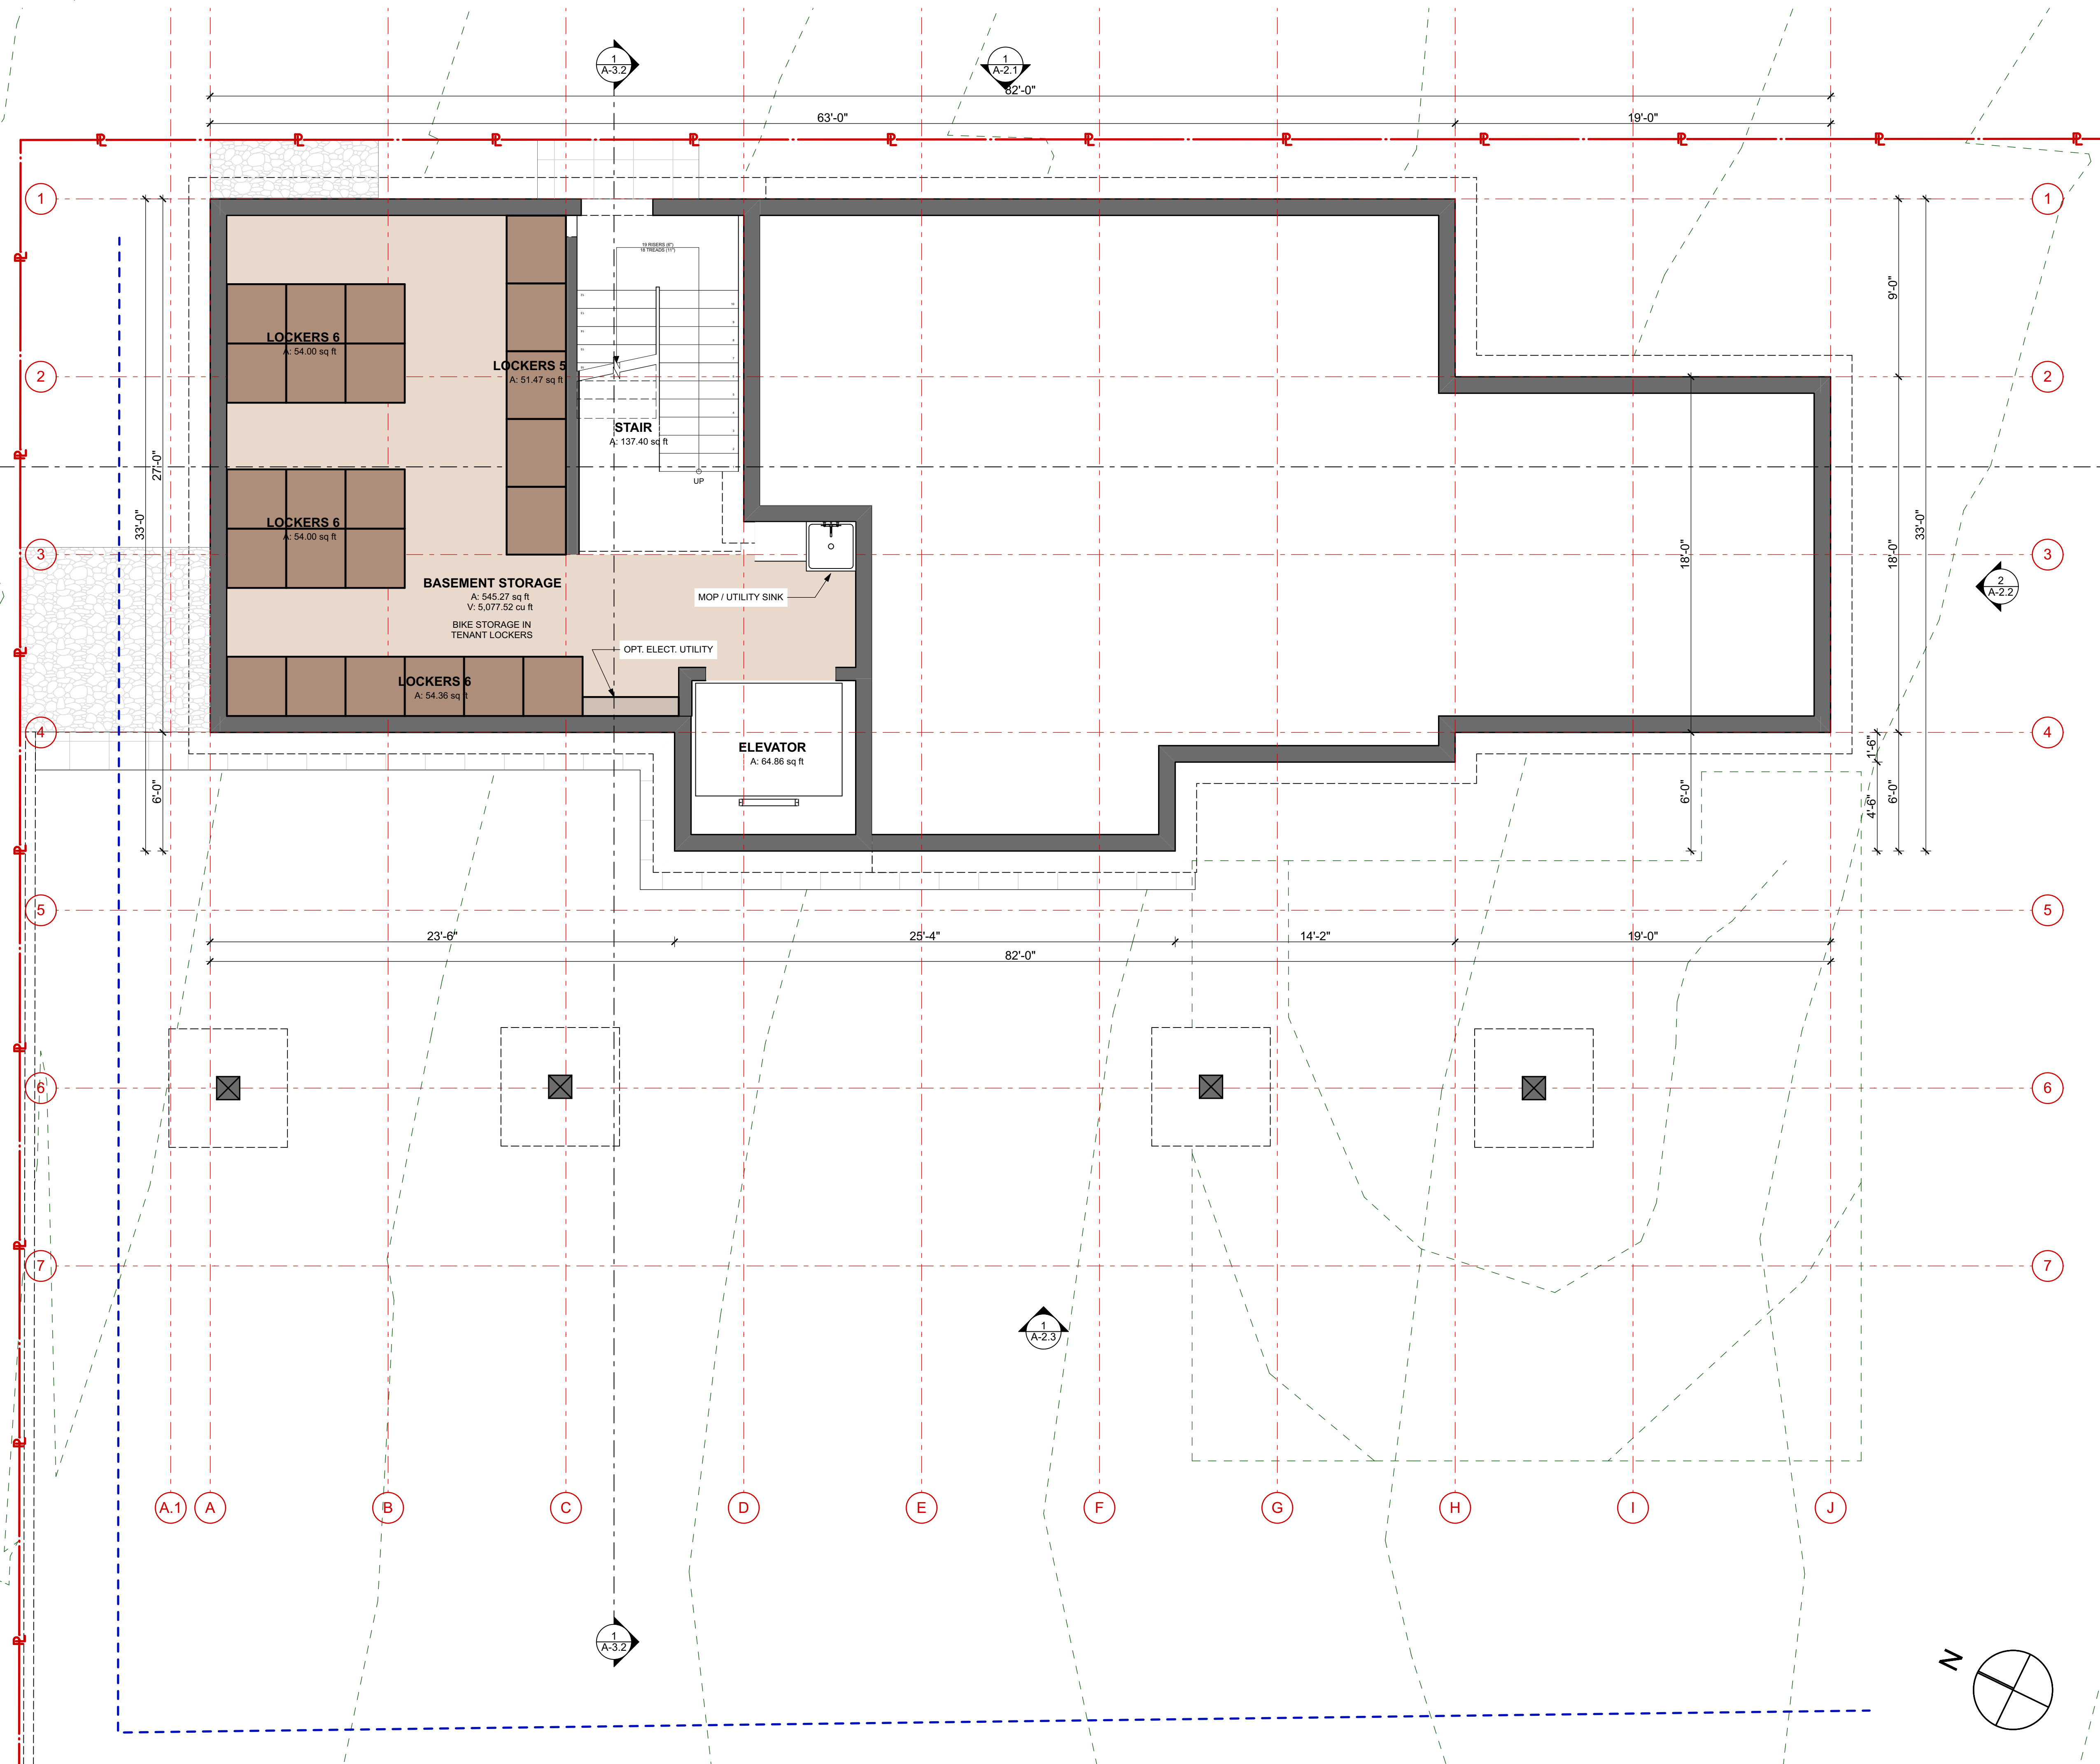 1
A-3.2
1
A-2.1
82'-0"
63'-0"
19'-0"
1
1
19 RISERS (6")
18 TREADS (11")
9'-0"
LOCKERS 6
A: 54.00 sq ft
LOCKERS 5
A: 51.47 sq ft
2
2
STAIR
A: 137.40 sq ft
UP
27'-0"
33'-0"
LOCKERS 6
A: 54.00 sq ft
33'-0"
3
18'-0"
18'-0"
3
BASEMENT STORAGE
A: 545.27 sq ft
V: 5,077.52 cu ft
BIKE STORAGE IN
TENANT LOCKERS
MOP / UTILITY SINK
2
A-2.2
OPT. ELECT. UTILITY
LOCKERS 6
A: 54.36 sq ft
4
4
ELEVATOR
A: 64.86 sq ft
1'-6"
6'-0"
6'-0"
4'-6"
6'-0"
5
5
23'-6"
25'-4"
14'-2"
19'-0"
82'-0"
6
6
7
7
1
A-2.3
A.1
A
B
C
D
E
F
G
H
I
J
1
A-3.2
N